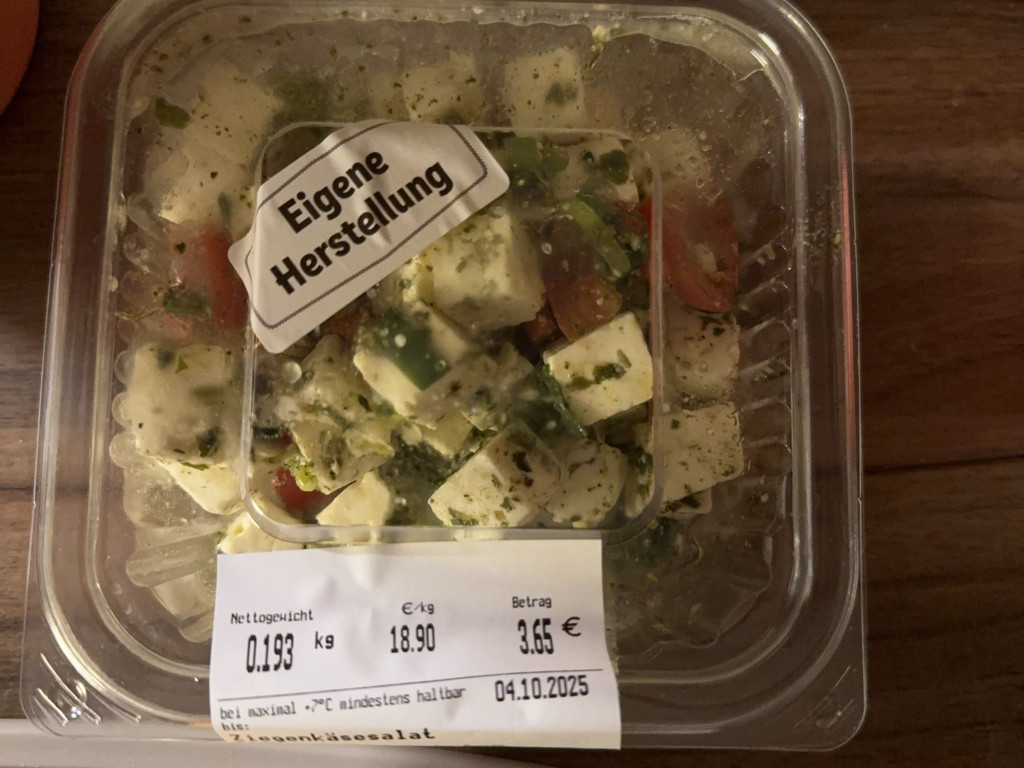 Eigene
Herstellung
Nettogewicht €/kg Betrag
0.193 kg 18.90 3.65 €
bei maximal +7°C mindestens haltbar 04.10.2025
bis:
Ziegenkäsesalat